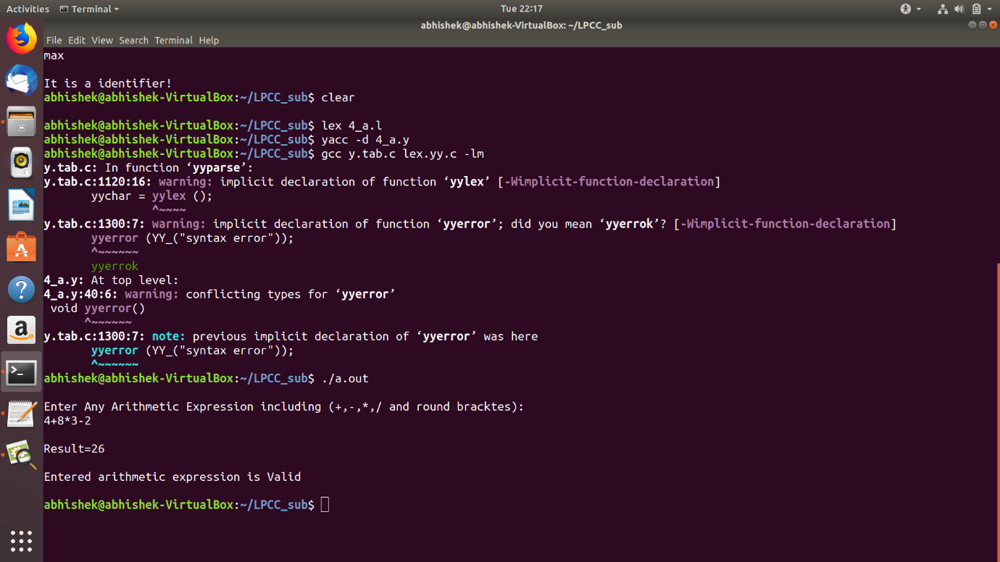 Activities Terminal Tue 22:17
abhishek@abhishek-VirtualBox: ~/LPCC_sub
File Edit View Search Terminal Help
max
It is a identifier!
abhishek@abhishek-VirtualBox:~/LPCC_sub$ clear
abhishek@abhishek-VirtualBox:~/LPCC_sub$ lex 4_a.l
abhishek@abhishek-VirtualBox:~/LPCC_sub$ yacc -d 4_a.y
abhishek@abhishek-VirtualBox:~/LPCC_sub$ gcc y.tab.c lex.yy.c -lm
y.tab.c: In function ‘yyparse’:
y.tab.c:1120:16: warning: implicit declaration of function ‘yylex’ [-Wimplicit-function-declaration]
yychar = yylex ();
^~~~~
y.tab.c:1300:7: warning: implicit declaration of function ‘yyerror’; did you mean ‘yyerrok’? [-Wimplicit-function-declaration]
yyerror (YY_("syntax error"));
^~~~~~~
yyerrok
4_a.y: At top level:
4_a.y:40:6: warning: conflicting types for ‘yyerror’
void yyerror()
^~~~~~~
y.tab.c:1300:7: note: previous implicit declaration of ‘yyerror’ was here
yyerror (YY_("syntax error"));
^~~~~~~
abhishek@abhishek-VirtualBox:~/LPCC_sub$ ./a.out
Enter Any Arithmetic Expression including (+,-,*,/ and round bracktes):
4+8*3-2
Result=26
Entered arithmetic expression is Valid
abhishek@abhishek-VirtualBox:~/LPCC_sub$